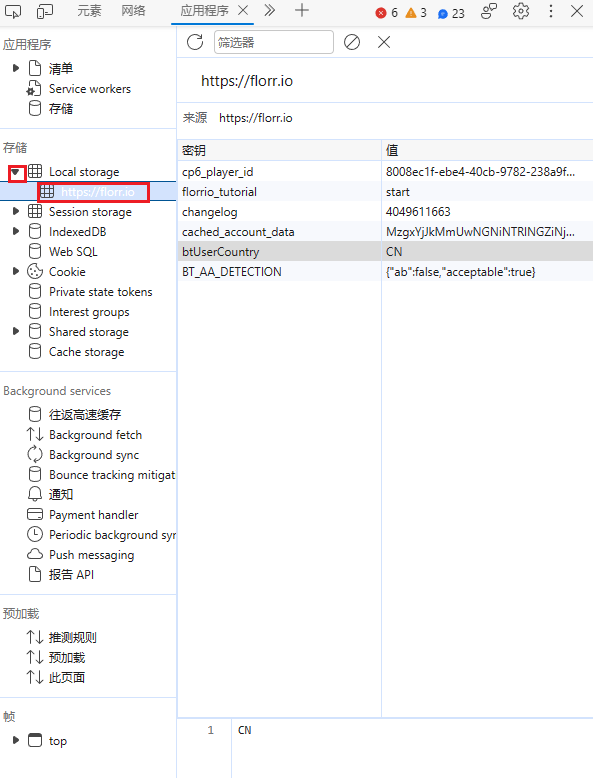 元素 网络 应用程序 6 3 23
应用程序
清单
Service workers
存储
存储
Local storage
https://florr.io
Session storage
IndexedDB
Web SQL
Cookie
Private state tokens
Interest groups
Shared storage
Cache storage
Background services
往返高速缓存
Background fetch
Background sync
Bounce tracking mitigat
通知
Payment handler
Periodic background syn
Push messaging
报告 API
预加载
推测规则
预加载
此页面
帧
top
筛选器
https://florr.io
来源 https://florr.io
密钥 值
cp6_player_id 8008ec1f-ebe4-40cb-9782-238a9f...
florrio_tutorial start
changelog 4049611663
cached_account_data MzgxYjJkMmUwNGNiNTRlNGZiNj...
btUserCountry CN
BT_AA_DETECTION {"ab":false,"acceptable":true}
1 CN